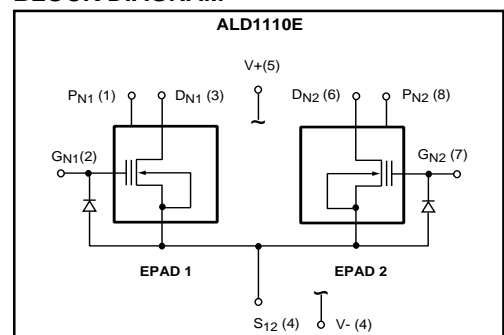 BLOCK DIAGRAM
ALD1110E
V+(5)
PN1 (1) DN1 (3) DN2 (6) PN2 (8)
GN1(2) GN2 (7)
EPAD 1 EPAD 2
S12 (4) V- (4)